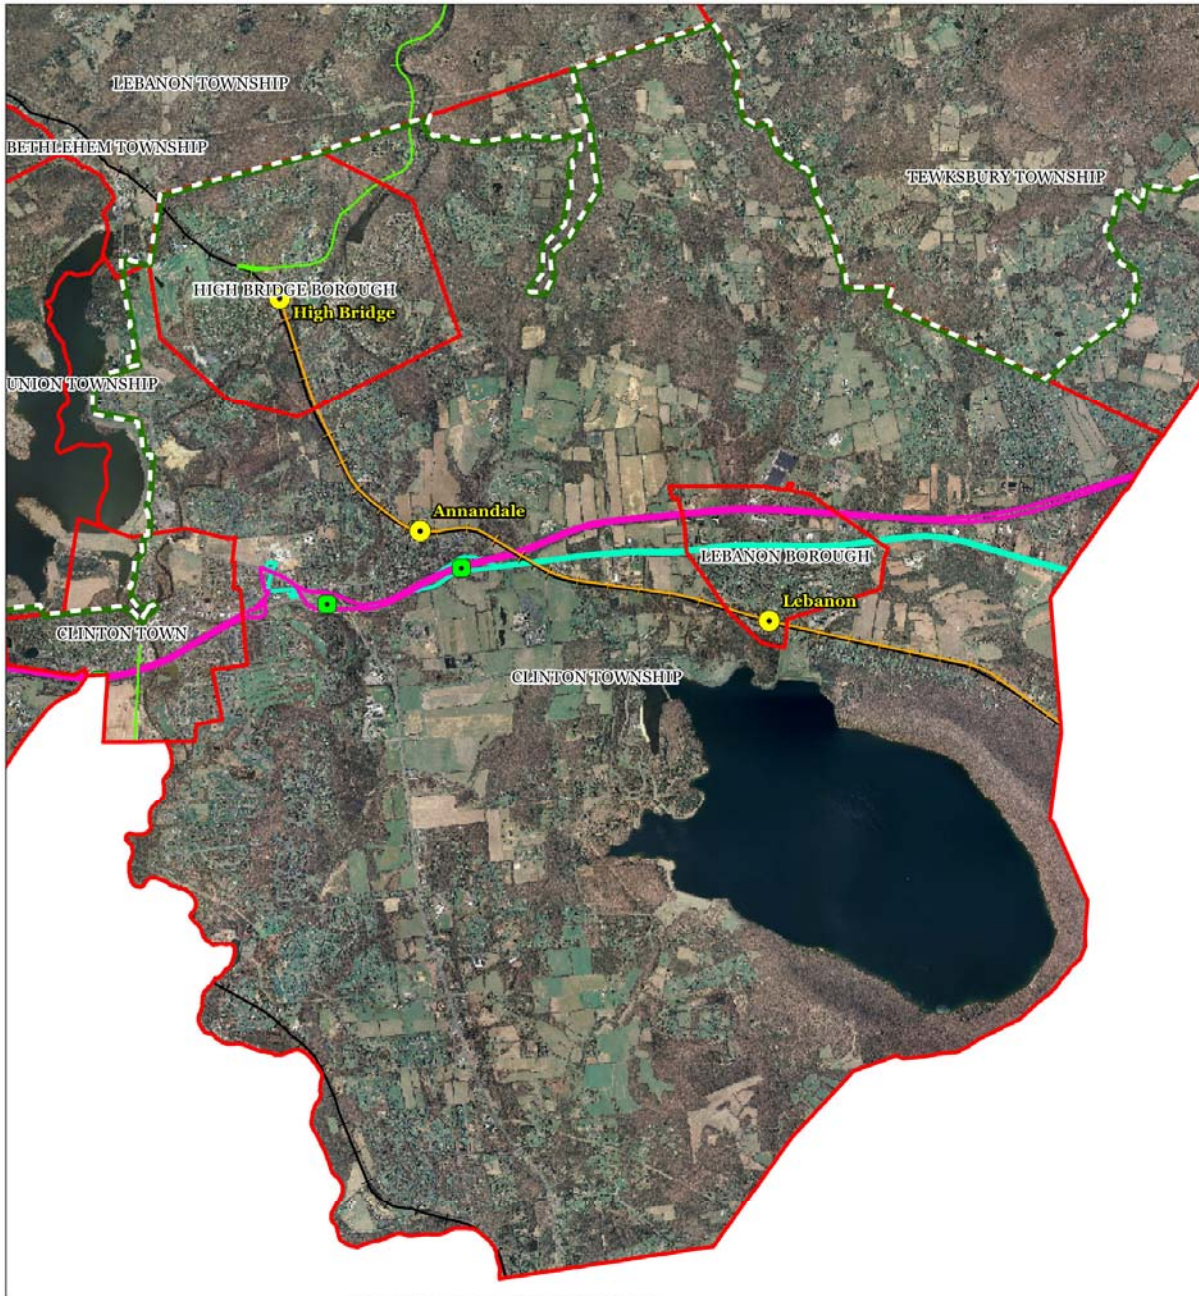 LEBANON TOWNSHIP
BETHLEHEM TOWNSHIP
TEWKSBURY TOWNSHIP
HIGH BRIDGE BOROUGH
High Bridge
UNION TOWNSHIP
Annandale
LEBANON BOROUGH
Lebanon
CLINTON TOWN
CLINTON TOWNSHIP